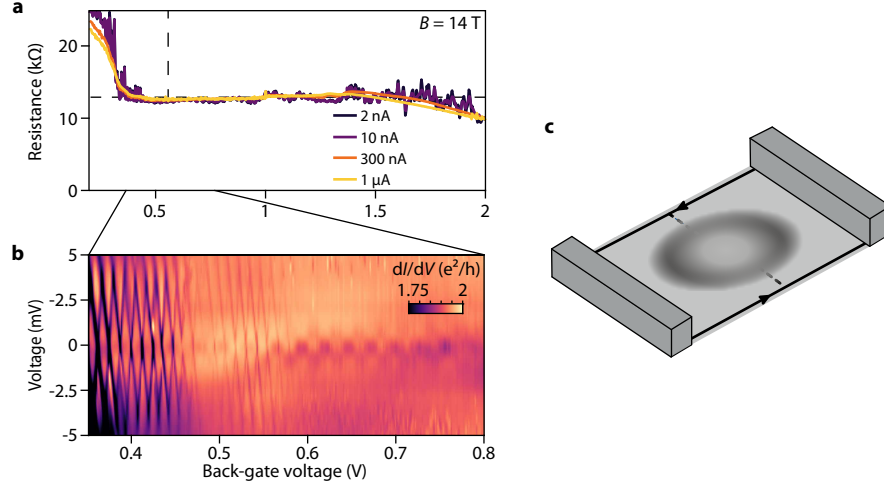 a
B = 14 T
Resistance (kΩ)
20
10
0
2 nA
10 nA
300 nA
1 µA
0.5
1
1.5
2
b
dI/dV (e²/h)
1.75
2
Voltage (mV)
5
-2.5
0
-2.5
-5
0.4
0.5
0.6
0.7
0.8
Back-gate voltage (V)
c